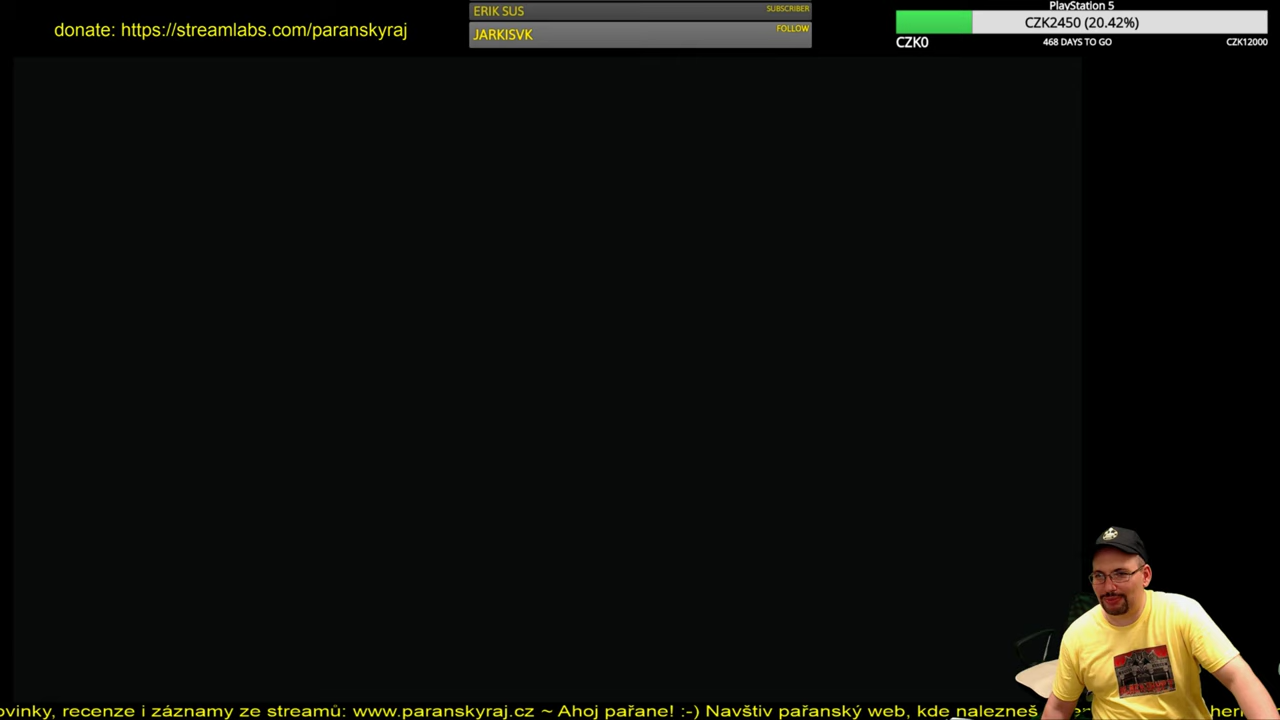 donate: https://streamlabs.com/paranskyraj
ERIK SUS SUBSCRIBER
JARKISVK FOLLOW
PlayStation 5
CZK2450 (20.42%)
CZK0 468 DAYS TO GO CZK12000
ovinky, recenze i záznamy ze streamů: www.paranskyraj.cz ~ Ahoj pařane! :-) Navštiv pařanský web, kde nalezneš